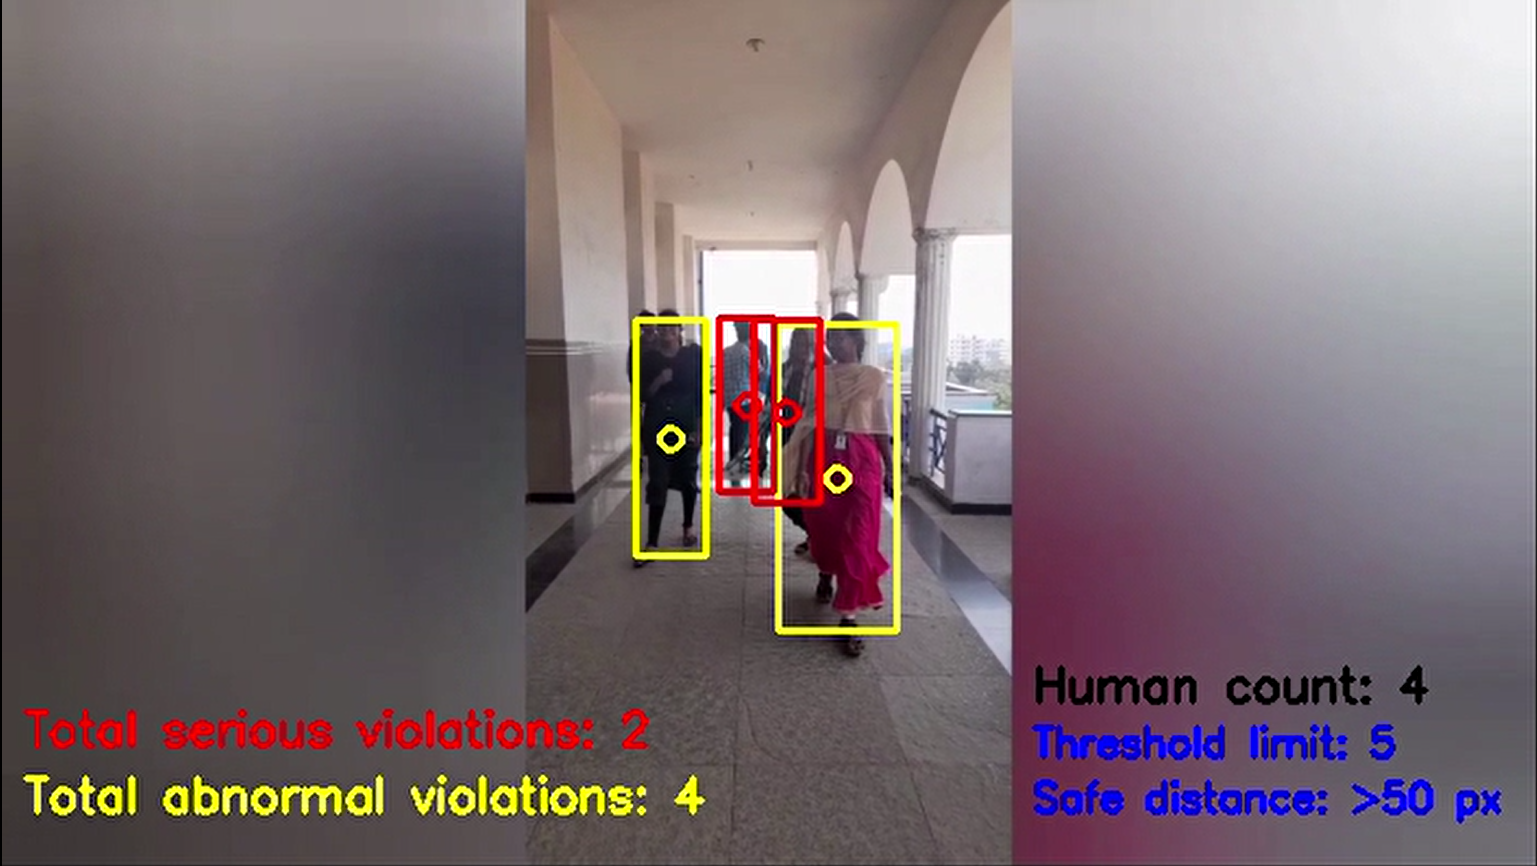 Total serious violations: 2
Total abnormal violations: 4
Human count: 4
Threshold limit: 5
Safe distance: >50 px